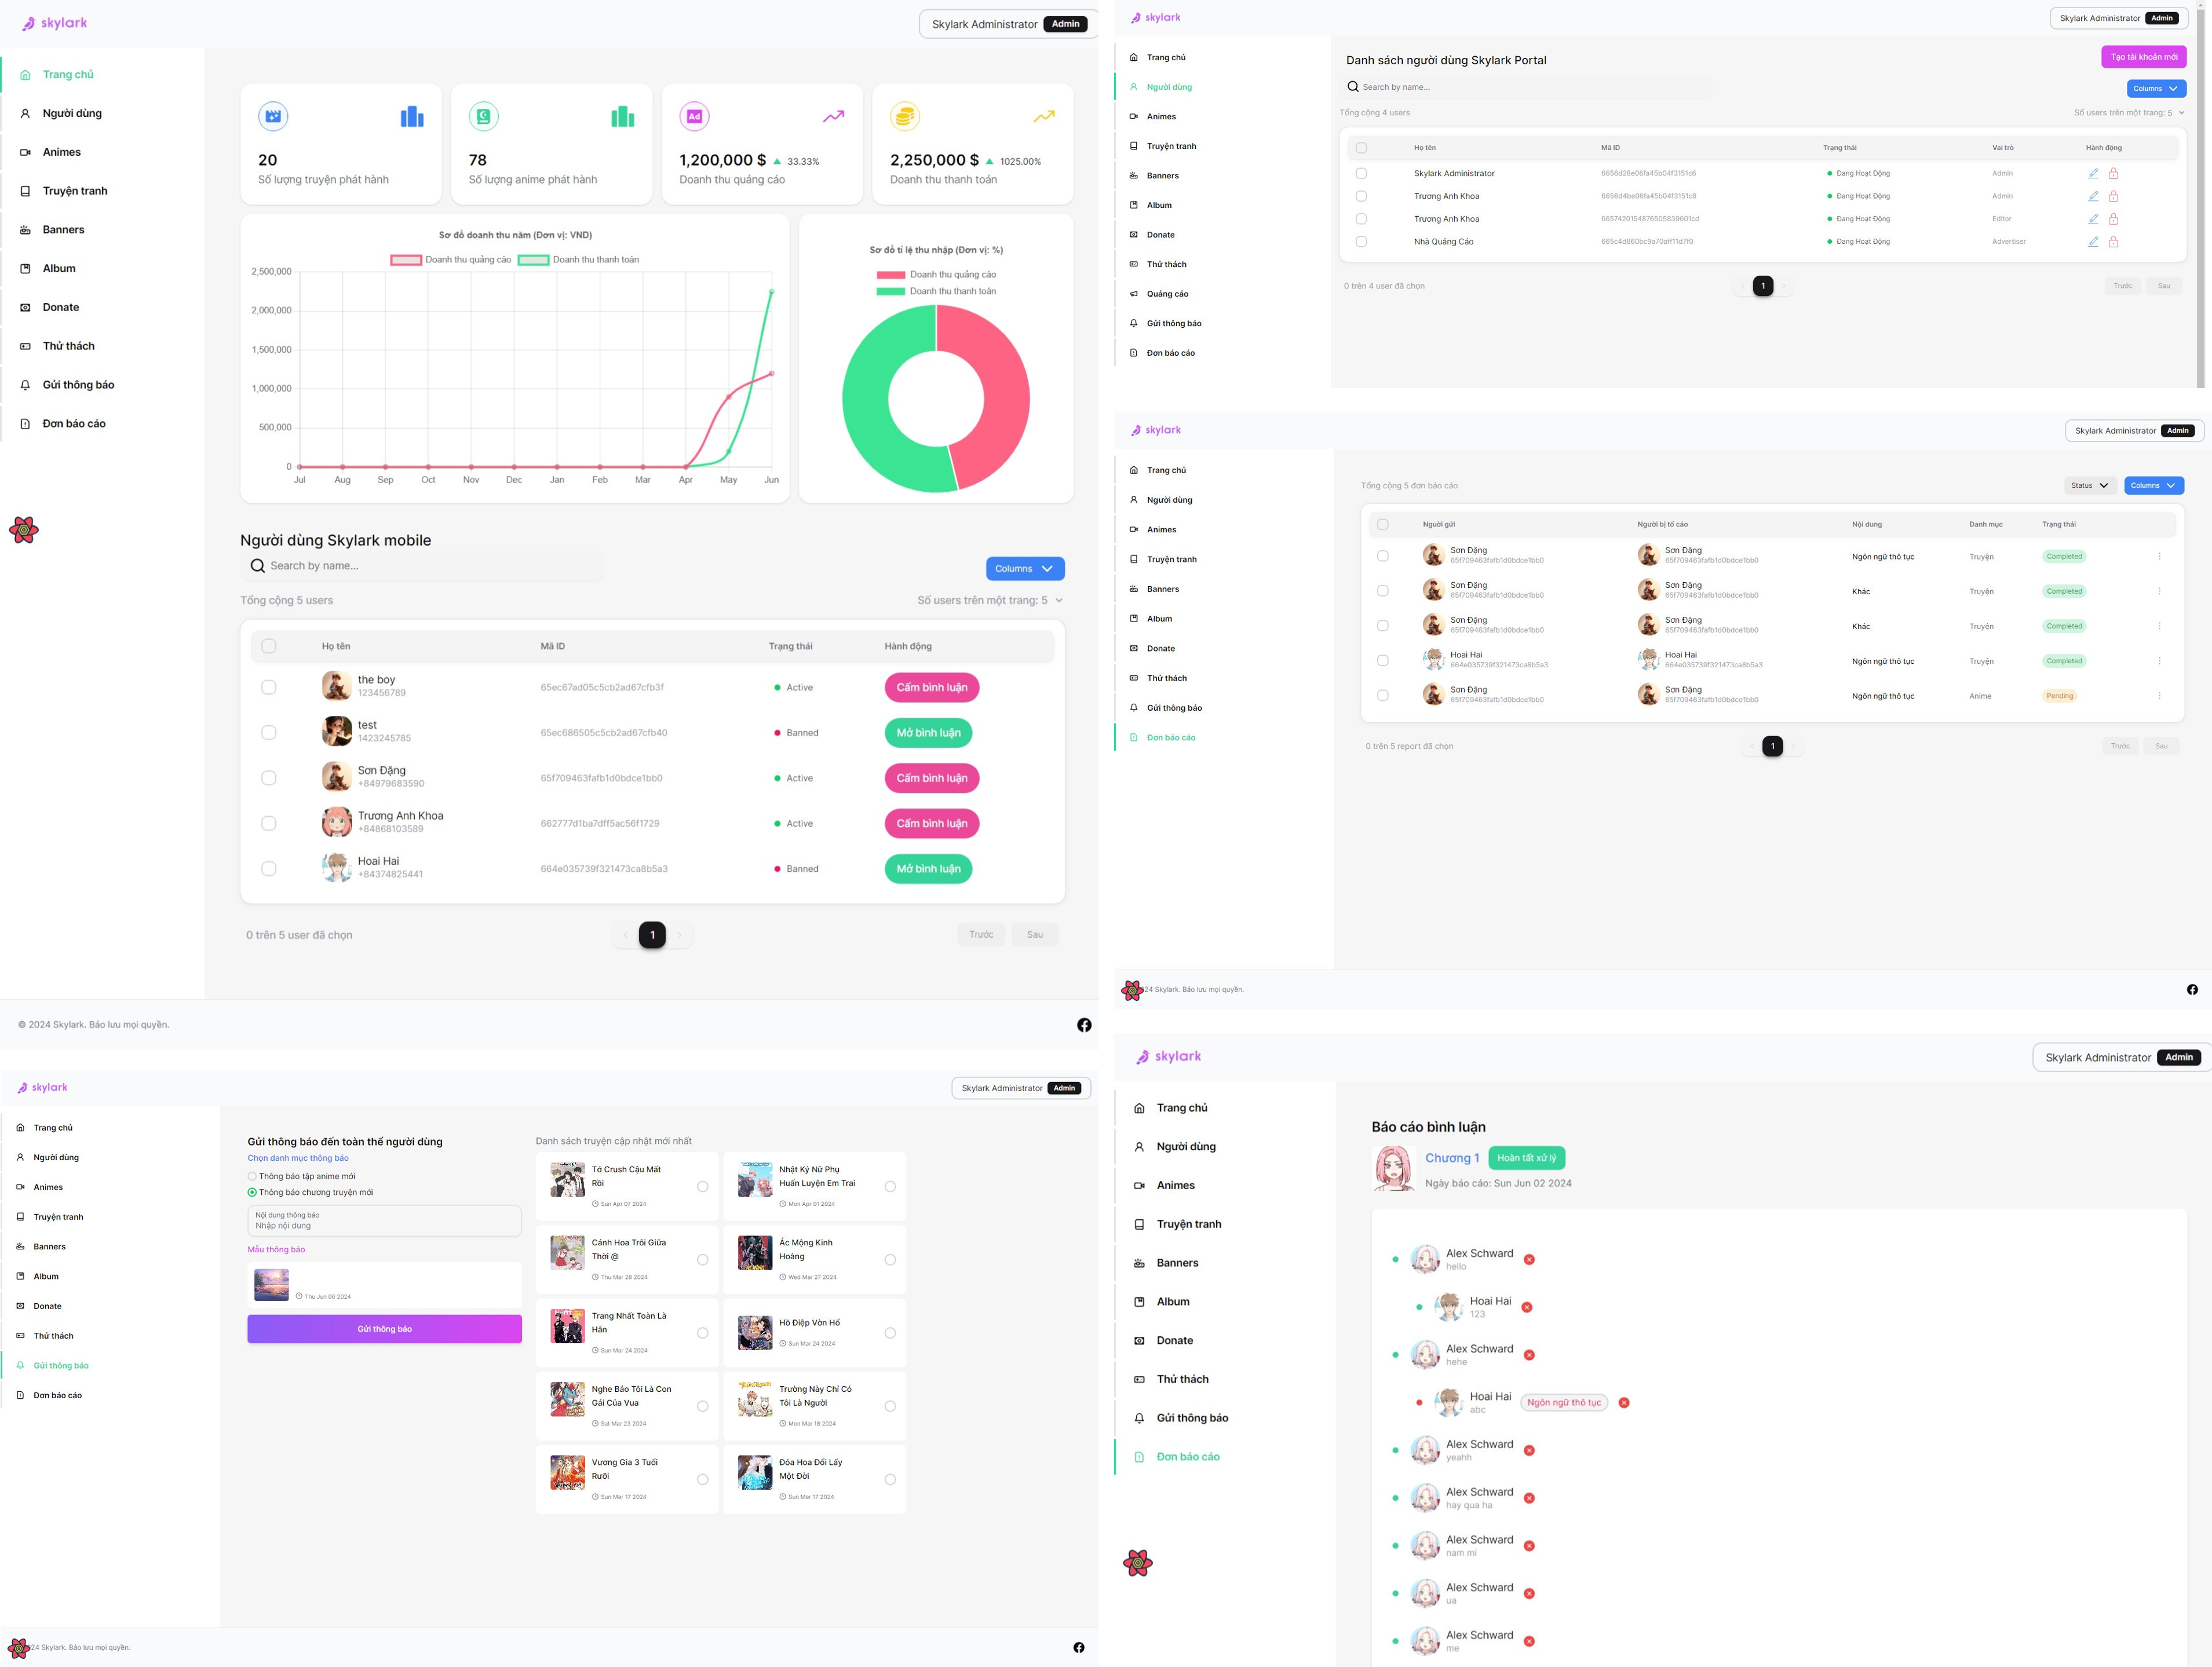 skylark
Skylark Administrator Admin
Trang chủ
Người dùng
Animes
Truyện tranh
Banners
Album
Donate
Thử thách
Gửi thông báo
Đơn báo cáo
20
Số lượng truyện phát hành
78
Số lượng anime phát hành
Ad
1,200,000 $ 33.33%
Doanh thu quảng cáo
2,250,000 $ 1025.00%
Doanh thu thanh toán
Sơ đồ doanh thu năm (Đơn vị: VND)
Doanh thu quảng cáo Doanh thu thanh toán
2,500,000
2,000,000
1,500,000
1,000,000
500,000
0
Jul Aug Sep Oct Nov Dec Jan Feb Mar Apr May Jun
Sơ đồ tỉ lệ thu nhập (Đơn vị: %)
Doanh thu quảng cáo
Doanh thu thanh toán
Người dùng Skylark mobile
Search by name...
Columns
Tổng cộng 5 users
Số users trên một trang: 5
Họ tên Mã ID Trạng thái Hành động
the boy
123456789
65ec67ad05c5cb2ad67cfb3f Active Cấm bình luận
test
1423245785
65ec686505c5cb2ad67cfb40 Banned Mở bình luận
Sơn Đặng
+84979683590
65f709463fafb1d0bdce1bb0 Active Cấm bình luận
Trương Anh Khoa
+84868103589
662777d1ba7dff5ac56f1729 Active Cấm bình luận
Hoai Hai
+84374825441
664e035739f321473ca8b5a3 Banned Mở bình luận
0 trên 5 user đã chọn
1
Trước Sau
© 2024 Skylark. Bảo lưu mọi quyền.
skylark
Skylark Administrator Admin
Trang chủ
Người dùng
Animes
Truyện tranh
Banners
Album
Donate
Thử thách
Quảng cáo
Gửi thông báo
Đơn báo cáo
Danh sách người dùng Skylark Portal
Tạo tài khoản mới
Search by name...
Columns
Tổng cộng 4 users
Số users trên một trang: 5
Họ tên Mã ID Trạng thái Vai trò Hành động
Skylark Administrator 6656d28e06fa45b04f3151c6 Đang Hoạt Động Admin
Trương Anh Khoa 6656d4be06fa45b04f3151c8 Đang Hoạt Động Admin
Trương Anh Khoa 6657420154876505839601cd Đang Hoạt Động Editor
Nhà Quảng Cáo 665c4d860bc9a70aff11d7f0 Đang Hoạt Động Advertiser
0 trên 4 user đã chọn
1
Trước Sau
skylark
Skylark Administrator Admin
Trang chủ
Người dùng
Animes
Truyện tranh
Banners
Album
Donate
Thử thách
Gửi thông báo
Đơn báo cáo
Tổng cộng 5 đơn báo cáo
Status Columns
Người gửi Người bị tố cáo Nội dung Danh mục Trạng thái
Sơn Đặng Sơn Đặng
65f709463fafb1d0bdce1bb0 65f709463fafb1d0bdce1bb0
Ngôn ngữ thô tục Truyện Completed
Sơn Đặng Sơn Đặng
65f709463fafb1d0bdce1bb0 65f709463fafb1d0bdce1bb0
Khác Truyện Completed
Sơn Đặng Sơn Đặng
65f709463fafb1d0bdce1bb0 65f709463fafb1d0bdce1bb0
Khác Truyện Completed
Hoai Hai Hoai Hai
664e035739f321473ca8b5a3 664e035739f321473ca8b5a3
Ngôn ngữ thô tục Truyện Completed
Sơn Đặng Sơn Đặng
65f709463fafb1d0bdce1bb0 65f709463fafb1d0bdce1bb0
Ngôn ngữ thô tục Anime Pending
0 trên 5 report đã chọn
1
Trước Sau
24 Skylark. Bảo lưu mọi quyền.
skylark
Skylark Administrator Admin
Trang chủ
Người dùng
Animes
Truyện tranh
Banners
Album
Donate
Thử thách
Gửi thông báo
Đơn báo cáo
Gửi thông báo đến toàn thể người dùng
Chọn danh mục thông báo
Thông báo tập anime mới
Thông báo chương truyện mới
Nội dung thông báo
Nhập nội dung
Mẫu thông báo
Thu Jun 06 2024
Gửi thông báo
Danh sách truyện cập nhật mới nhất
Tớ Crush Cậu Mất
Rồi
Sun Apr 07 2024
Nhật Ký Nữ Phụ
Huấn Luyện Em Trai
Mon Apr 01 2024
Cánh Hoa Trôi Giữa
Thời @
Thu Mar 28 2024
Ác Mộng Kinh
Hoàng
Wed Mar 27 2024
Trang Nhất Toàn Là
Hắn
Sun Mar 24 2024
Hồ Điệp Vờn Hổ
Sun Mar 24 2024
Nghe Bảo Tôi Là Con
Gái Của Vua
Sat Mar 23 2024
Trường Này Chỉ Có
Tôi Là Người
Mon Mar 18 2024
Vương Gia 3 Tuổi
Rưỡi
Sun Mar 17 2024
Đóa Hoa Đổi Lấy
Một Đời
Sun Mar 17 2024
24 Skylark. Bảo lưu mọi quyền.
skylark
Skylark Administrator Admin
Trang chủ
Người dùng
Animes
Truyện tranh
Banners
Album
Donate
Thử thách
Gửi thông báo
Đơn báo cáo
Báo cáo bình luận
Chương 1 Hoàn tất xử lý
Ngày báo cáo: Sun Jun 02 2024
Alex Schward
hello
Hoai Hai
123
Alex Schward
hehe
Hoai Hai
abc
Ngôn ngữ thô tục
Alex Schward
yeahh
Alex Schward
hay qua ha
Alex Schward
nam mi
Alex Schward
ua
Alex Schward
me